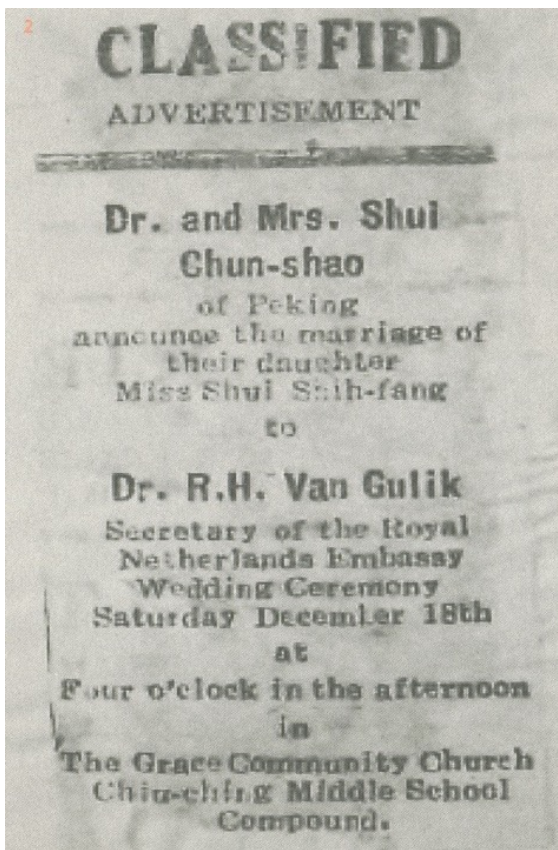 2
CLASSIFIED
ADVERTISEMENT
Dr. and Mrs. Shui
Chun-shao
of Peking
announce the marriage of
their daughter
Miss Shui Shih-fang
to
Dr. R.H. Van Gulik
Secretary of the Royal
Netherlands Embassy
Wedding Ceremony
Saturday December 18th
at
Four o'clock in the afternoon
in
The Grace Community Church
Chiu-ching Middle School
Compound.